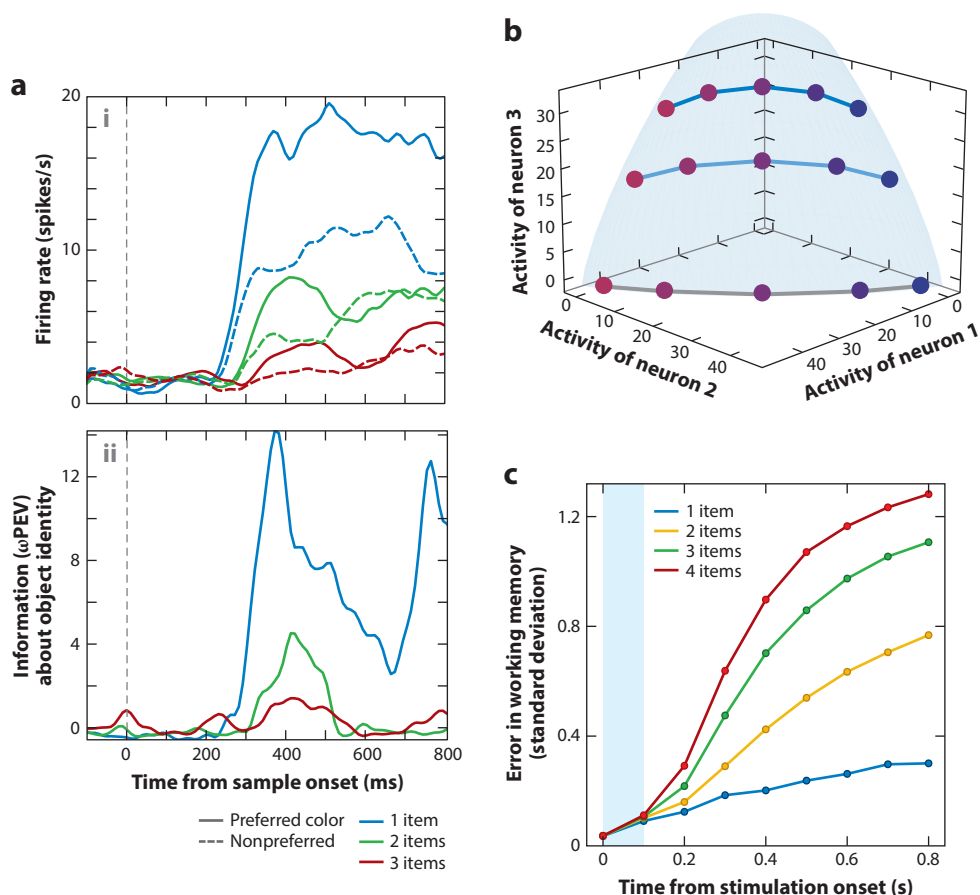 a
i
20
10
0
Firing rate (spikes/s)
ii
12
8
4
0
Information (ωPEV)
about object identity
0 200 400 600 800
Time from sample onset (ms)
Preferred color
Nonpreferred
1 item
2 items
3 items
b
30
25
20
15
10
5
0
Activity of neuron 3
0 10 20 30 40
Activity of neuron 2
40 30 20 10 0
Activity of neuron 1
c
1 item
2 items
3 items
4 items
1.2
0.8
0.4
0
Error in working memory
(standard deviation)
0 0.2 0.4 0.6 0.8
Time from stimulation onset (s)